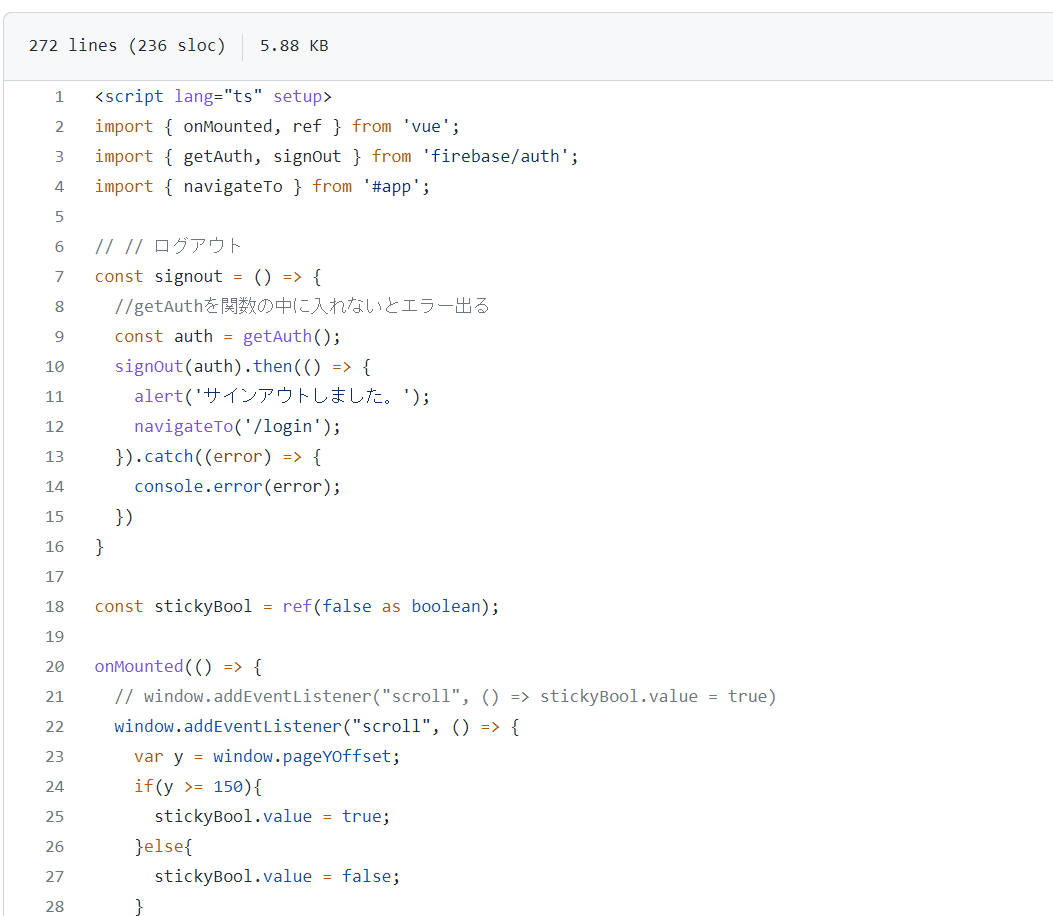 272 lines (236 sloc) 5.88 KB
1 <script lang="ts" setup>
2 import { onMounted, ref } from 'vue';
3 import { getAuth, signOut } from 'firebase/auth';
4 import { navigateTo } from '#app';
5
6 // // ログアウト
7 const signout = () => {
8   //getAuthを関数の中に入れないとエラー出る
9   const auth = getAuth();
10   signOut(auth).then(() => {
11     alert('サインアウトしました。');
12     navigateTo('/login');
13   }).catch((error) => {
14     console.error(error);
15   })
16 }
17
18 const stickyBool = ref(false as boolean);
19
20 onMounted(() => {
21   // window.addEventListener("scroll", () => stickyBool.value = true)
22   window.addEventListener("scroll", () => {
23     var y = window.pageYOffset;
24     if(y >= 150){
25       stickyBool.value = true;
26     }else{
27       stickyBool.value = false;
28     }